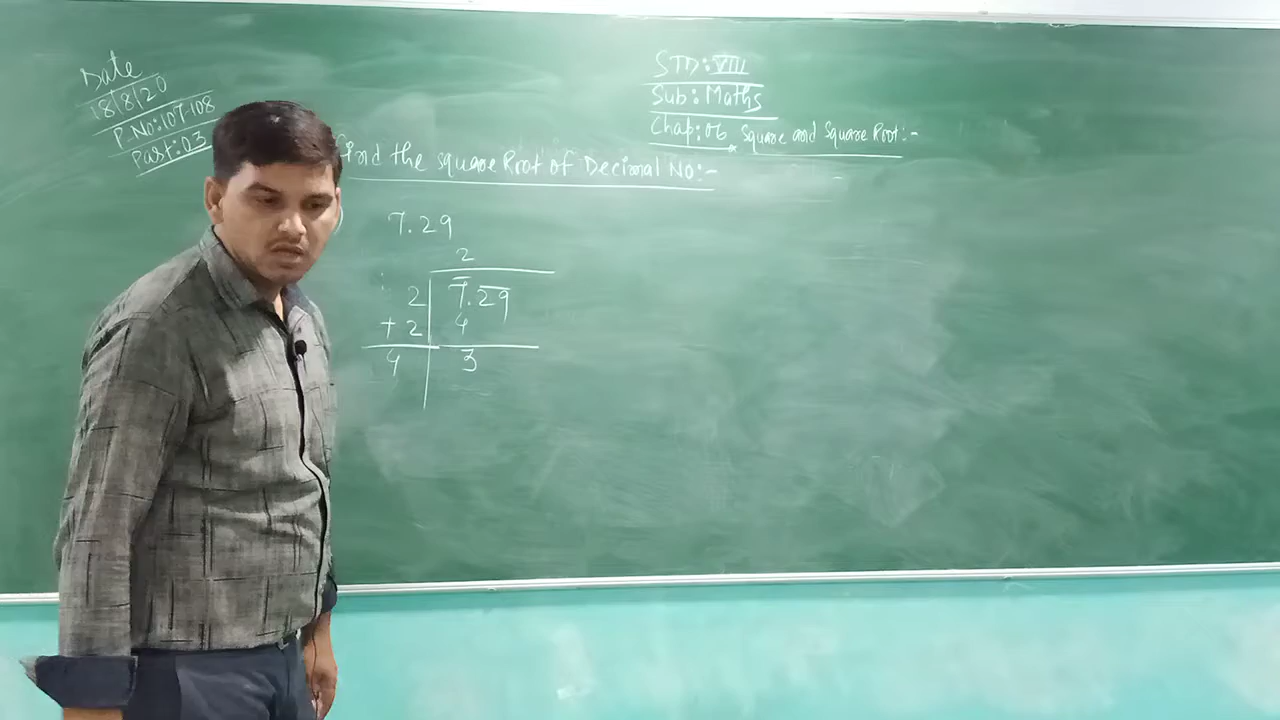 Date
18/8/20
P.No:107-108
Part:03
STD:VIII
Sub: Maths
Chap:06 Square and Square Root:-
Find the square Root of Decimal No:-
7.29
2
2 7.29
+ 2 4
4 3